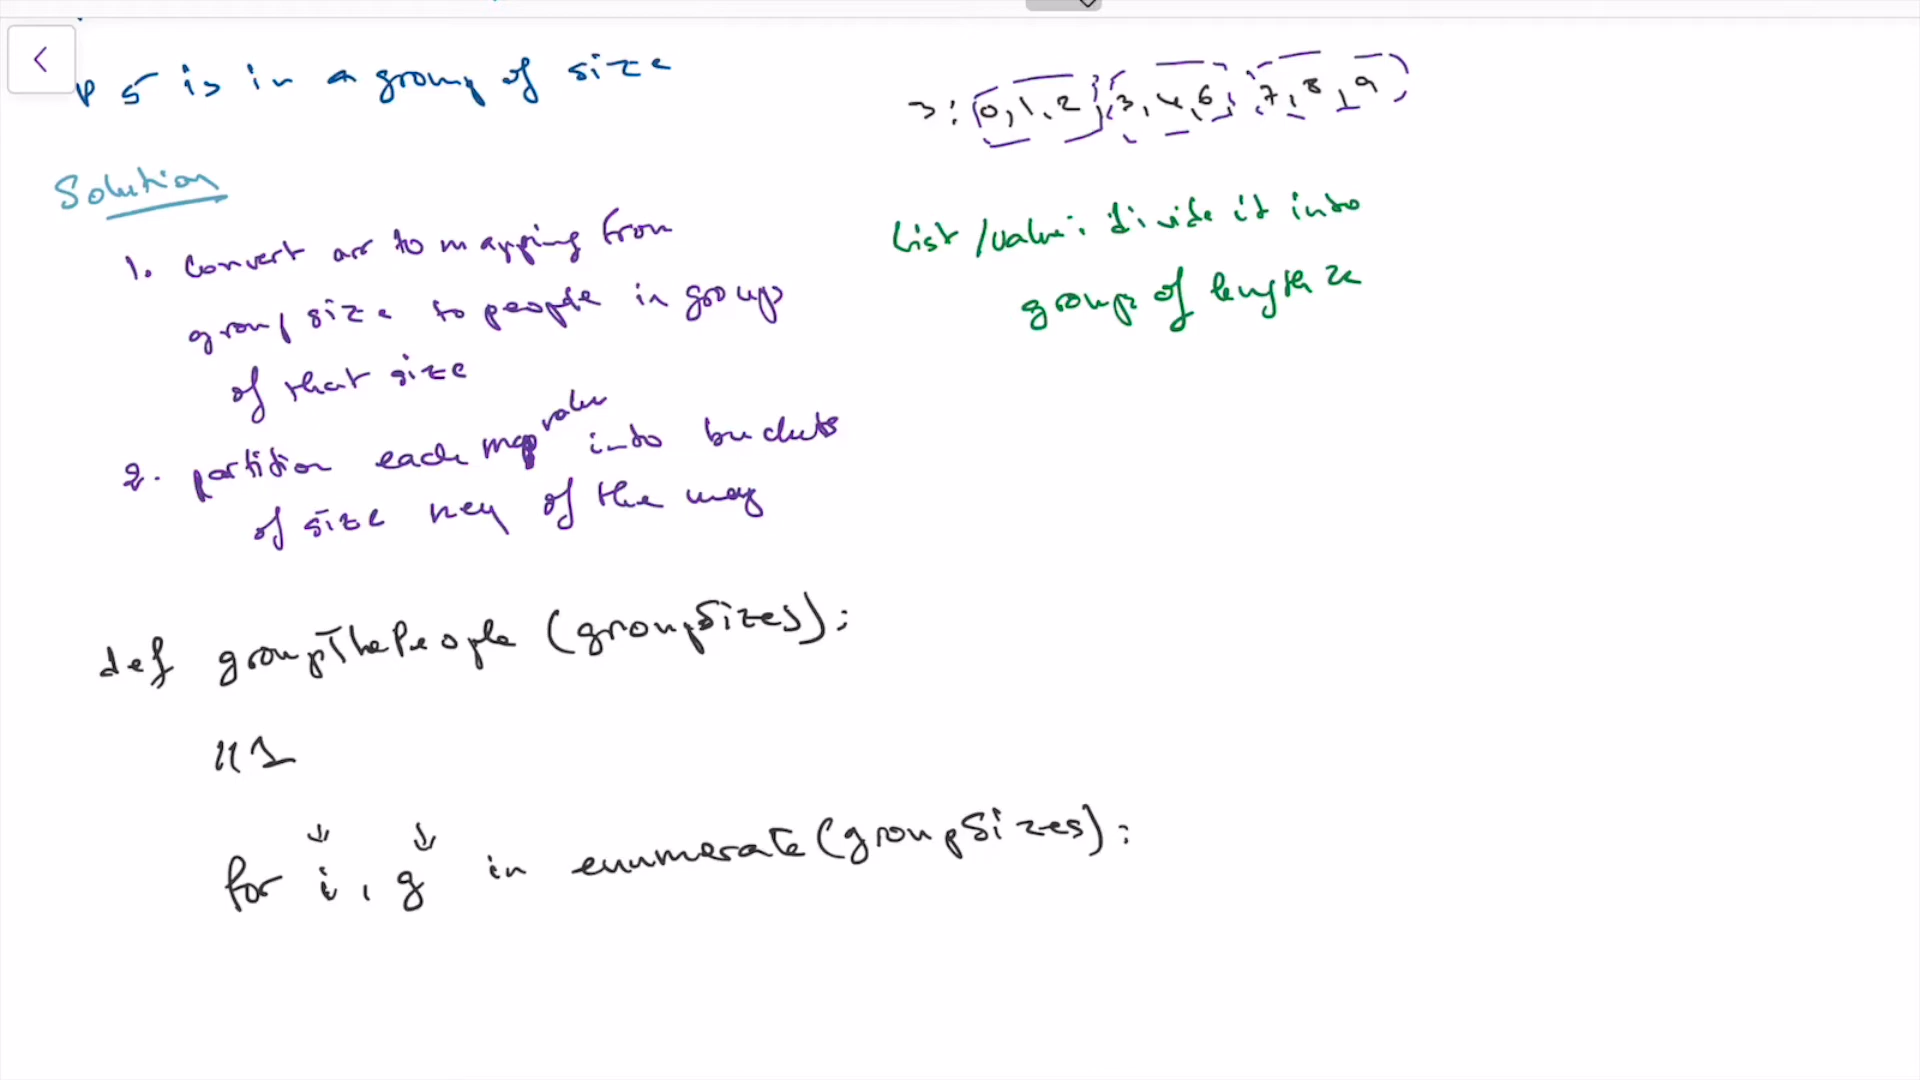 p 5 is in a group of size
3: 0, 1, 2, 3, 4, 6, 7, 8, 9
Solution
1. Convert arr to mapping from
group size to people in group
of that size
2. partition each map value into buckets
of size key of the map
list/value: divide it into
group of length
def groupThePeople (groupSizes):
//1
for i, g in enumerate(groupSizes):